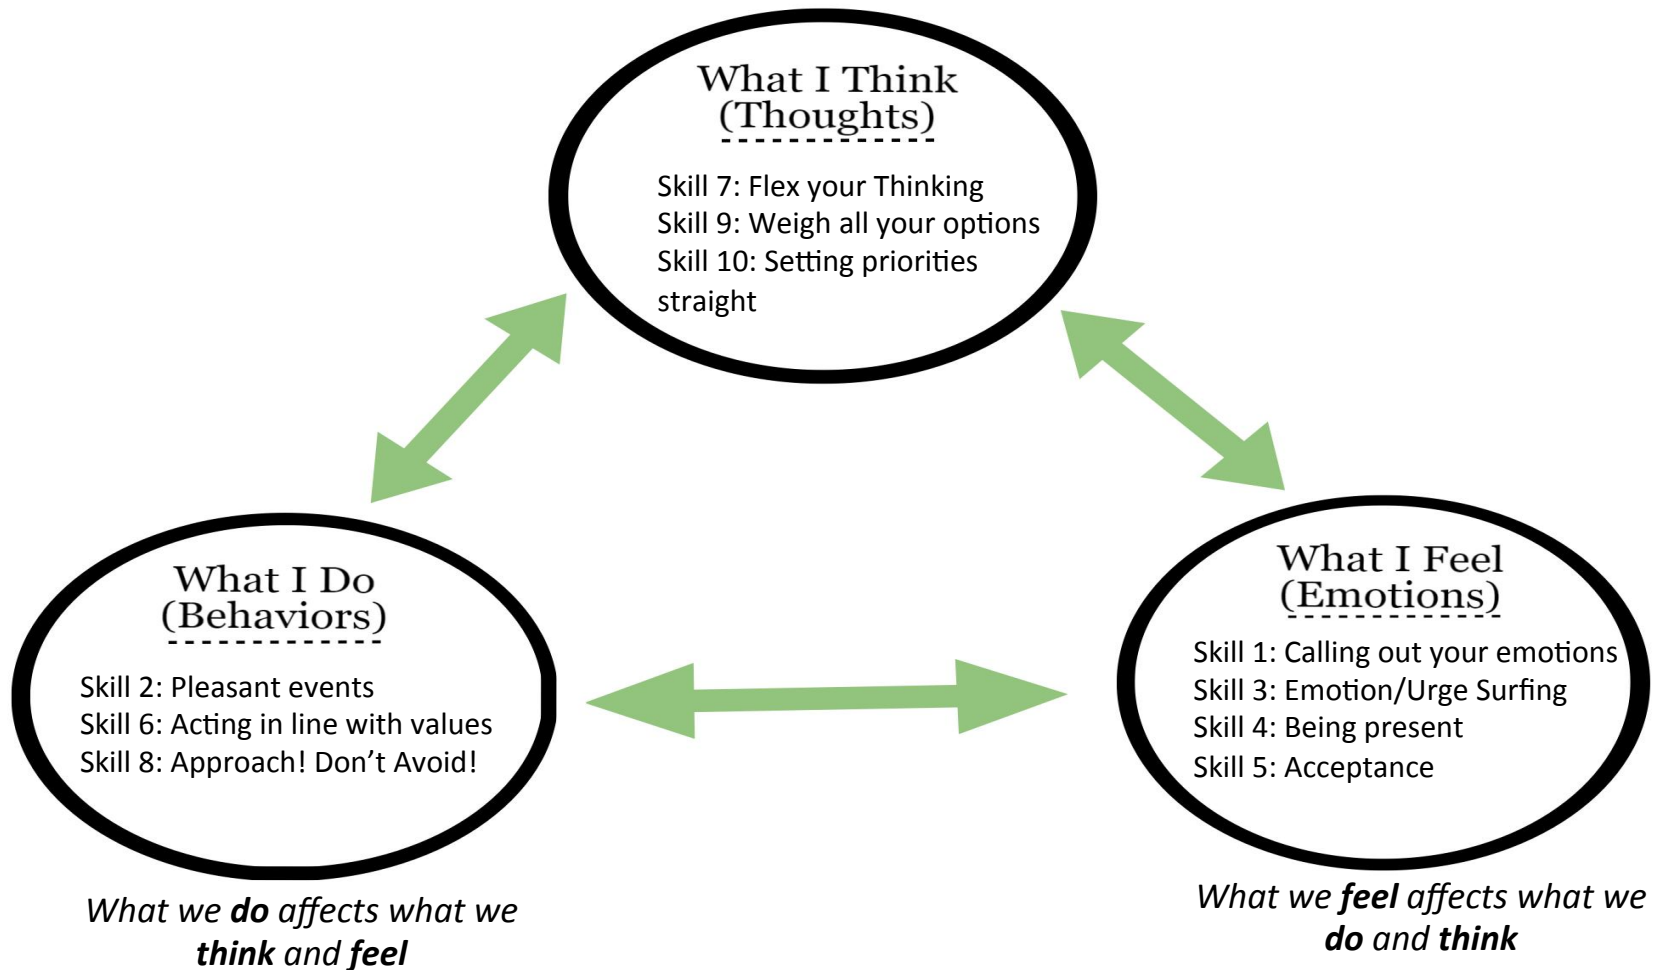 What I Think
(Thoughts)
Skill 7: Flex your Thinking
Skill 9: Weigh all your options
Skill 10: Setting priorities
straight
What I Do
(Behaviors)
Skill 2: Pleasant events
Skill 6: Acting in line with values
Skill 8: Approach! Don’t Avoid!
What we do affects what we
think and feel
What I Feel
(Emotions)
Skill 1: Calling out your emotions
Skill 3: Emotion/Urge Surfing
Skill 4: Being present
Skill 5: Acceptance
What we feel affects what we
do and think